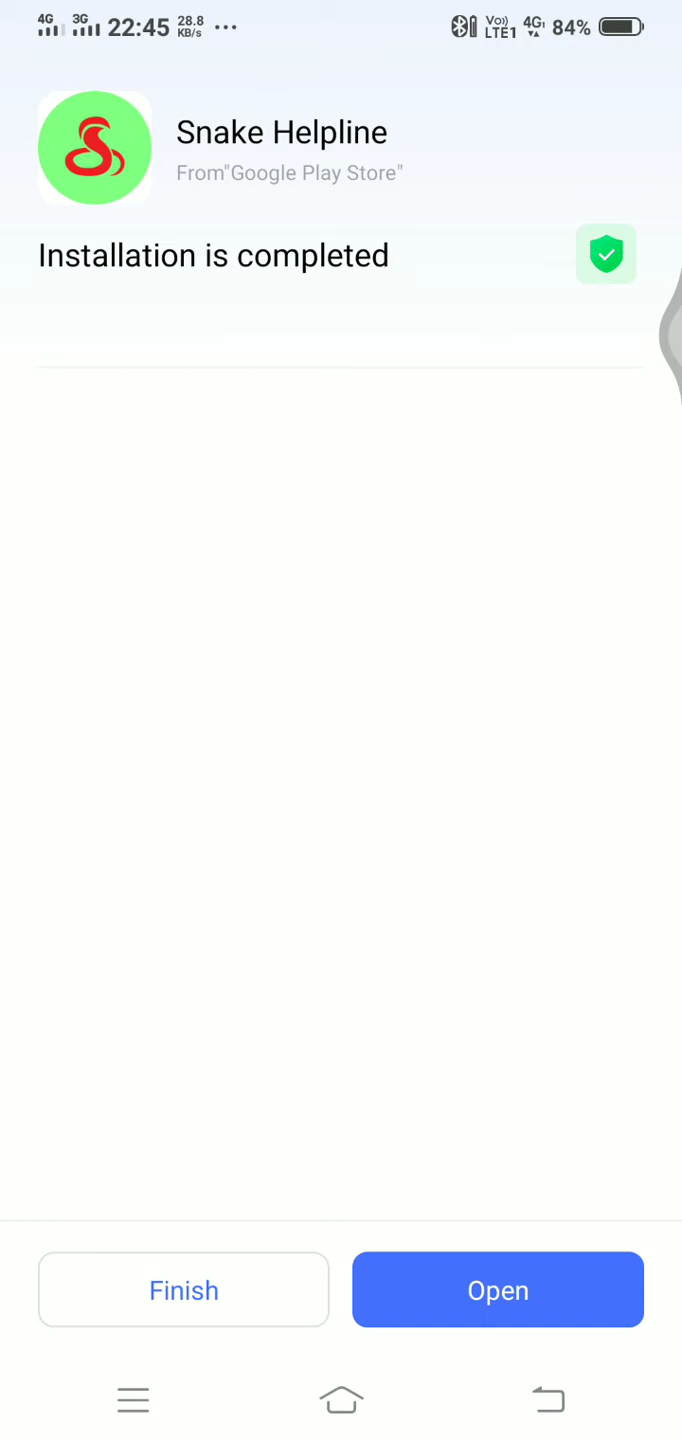 4G 3G 22:45 28.8 KB/s ... Vo)) LTE1 4G1 84%
Snake Helpline
From"Google Play Store"
Installation is completed
Finish
Open